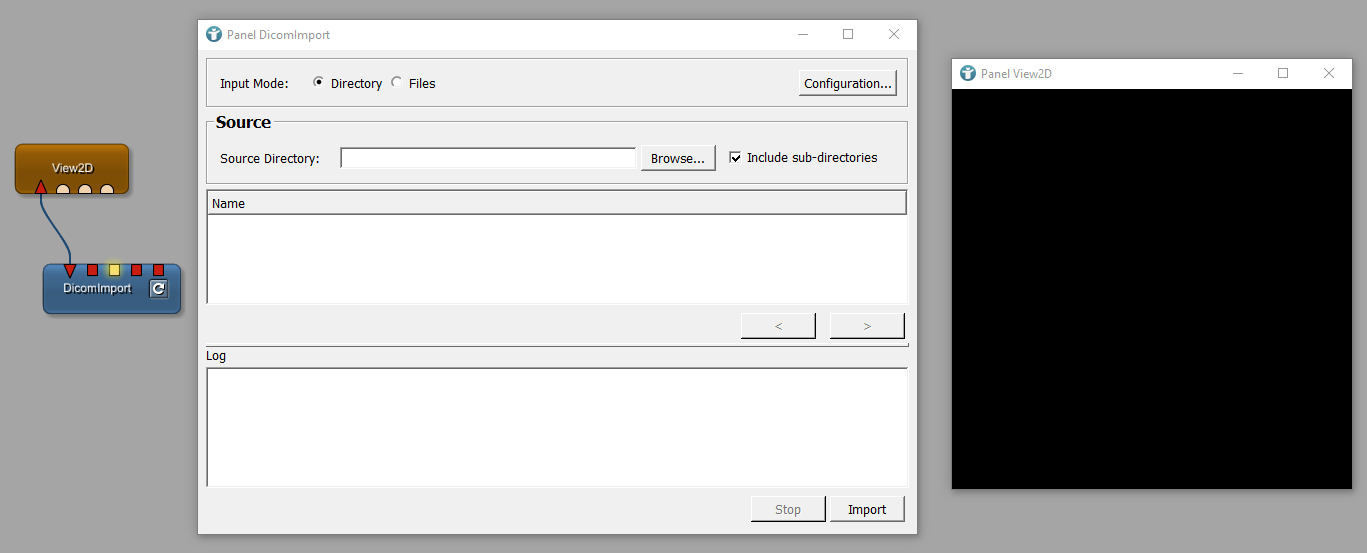 View2D
DicomImport
Panel DicomImport
Input Mode: Directory Files Configuration...
Source
Source Directory: Browse... Include sub-directories
Name
< >
Log
Stop Import
Panel View2D